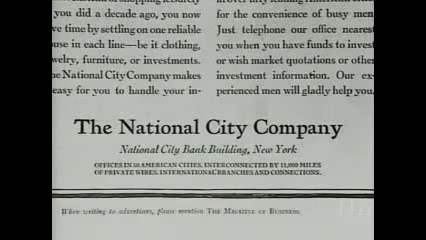 you did a decade ago, you now
ve time by settling on one reliable
use in each line—be it clothing,
welry, furniture, or investments.
he National City Company makes
easy for you to handle your in-
for the convenience of busy men
Just telephone our office nearest
you when you have funds to invest
or wish market quotations or other
investment information. Our ex-
perienced men will gladly help you.
The National City Company
National City Bank Building, New York
OFFICES IN 50 AMERICAN CITIES, INTERCONNECTED BY 11,000 MILES
OF PRIVATE WIRES. INTERNATIONAL BRANCHES AND CONNECTIONS.
When writing to advertisers, please mention THE MAGAZINE OF BUSINESS